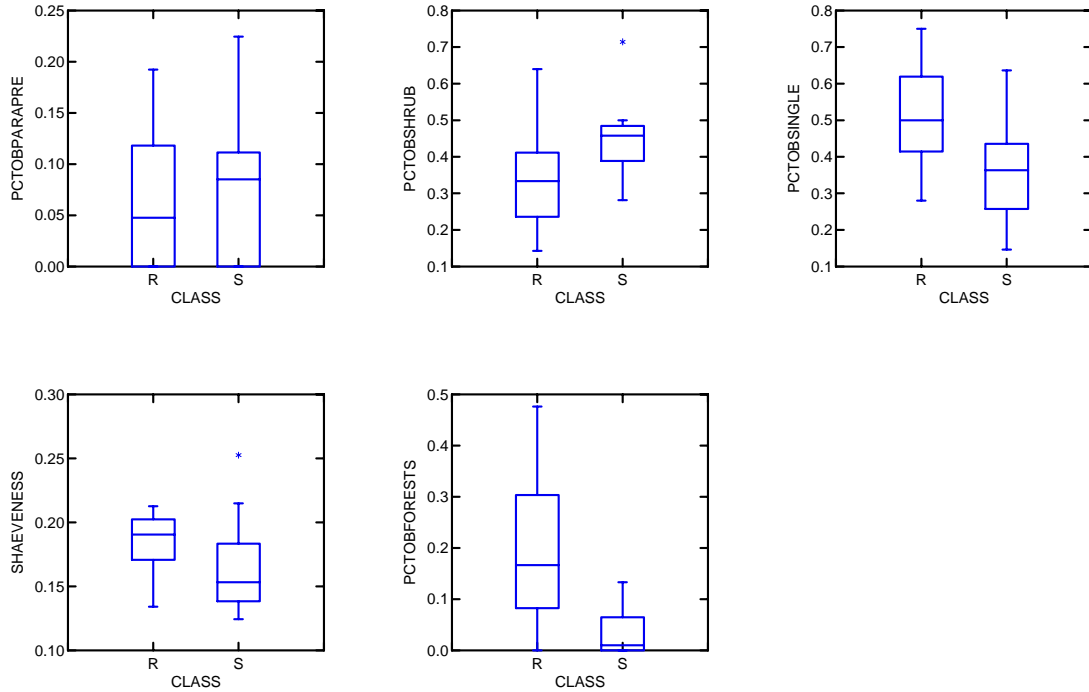 PCTOBPARAPRE
0.25
0.20
0.15
0.10
0.05
0.00
R S
CLASS
PCTOBSHRUB
0.8
0.7
0.6
0.5
0.4
0.3
0.2
0.1
R S
CLASS
PCTOBSINGLE
0.8
0.7
0.6
0.5
0.4
0.3
0.2
0.1
R S
CLASS
SHAEVENESS
0.30
0.25
0.20
0.15
0.10
R S
CLASS
PCTOBFORESTS
0.5
0.4
0.3
0.2
0.1
0.0
R S
CLASS